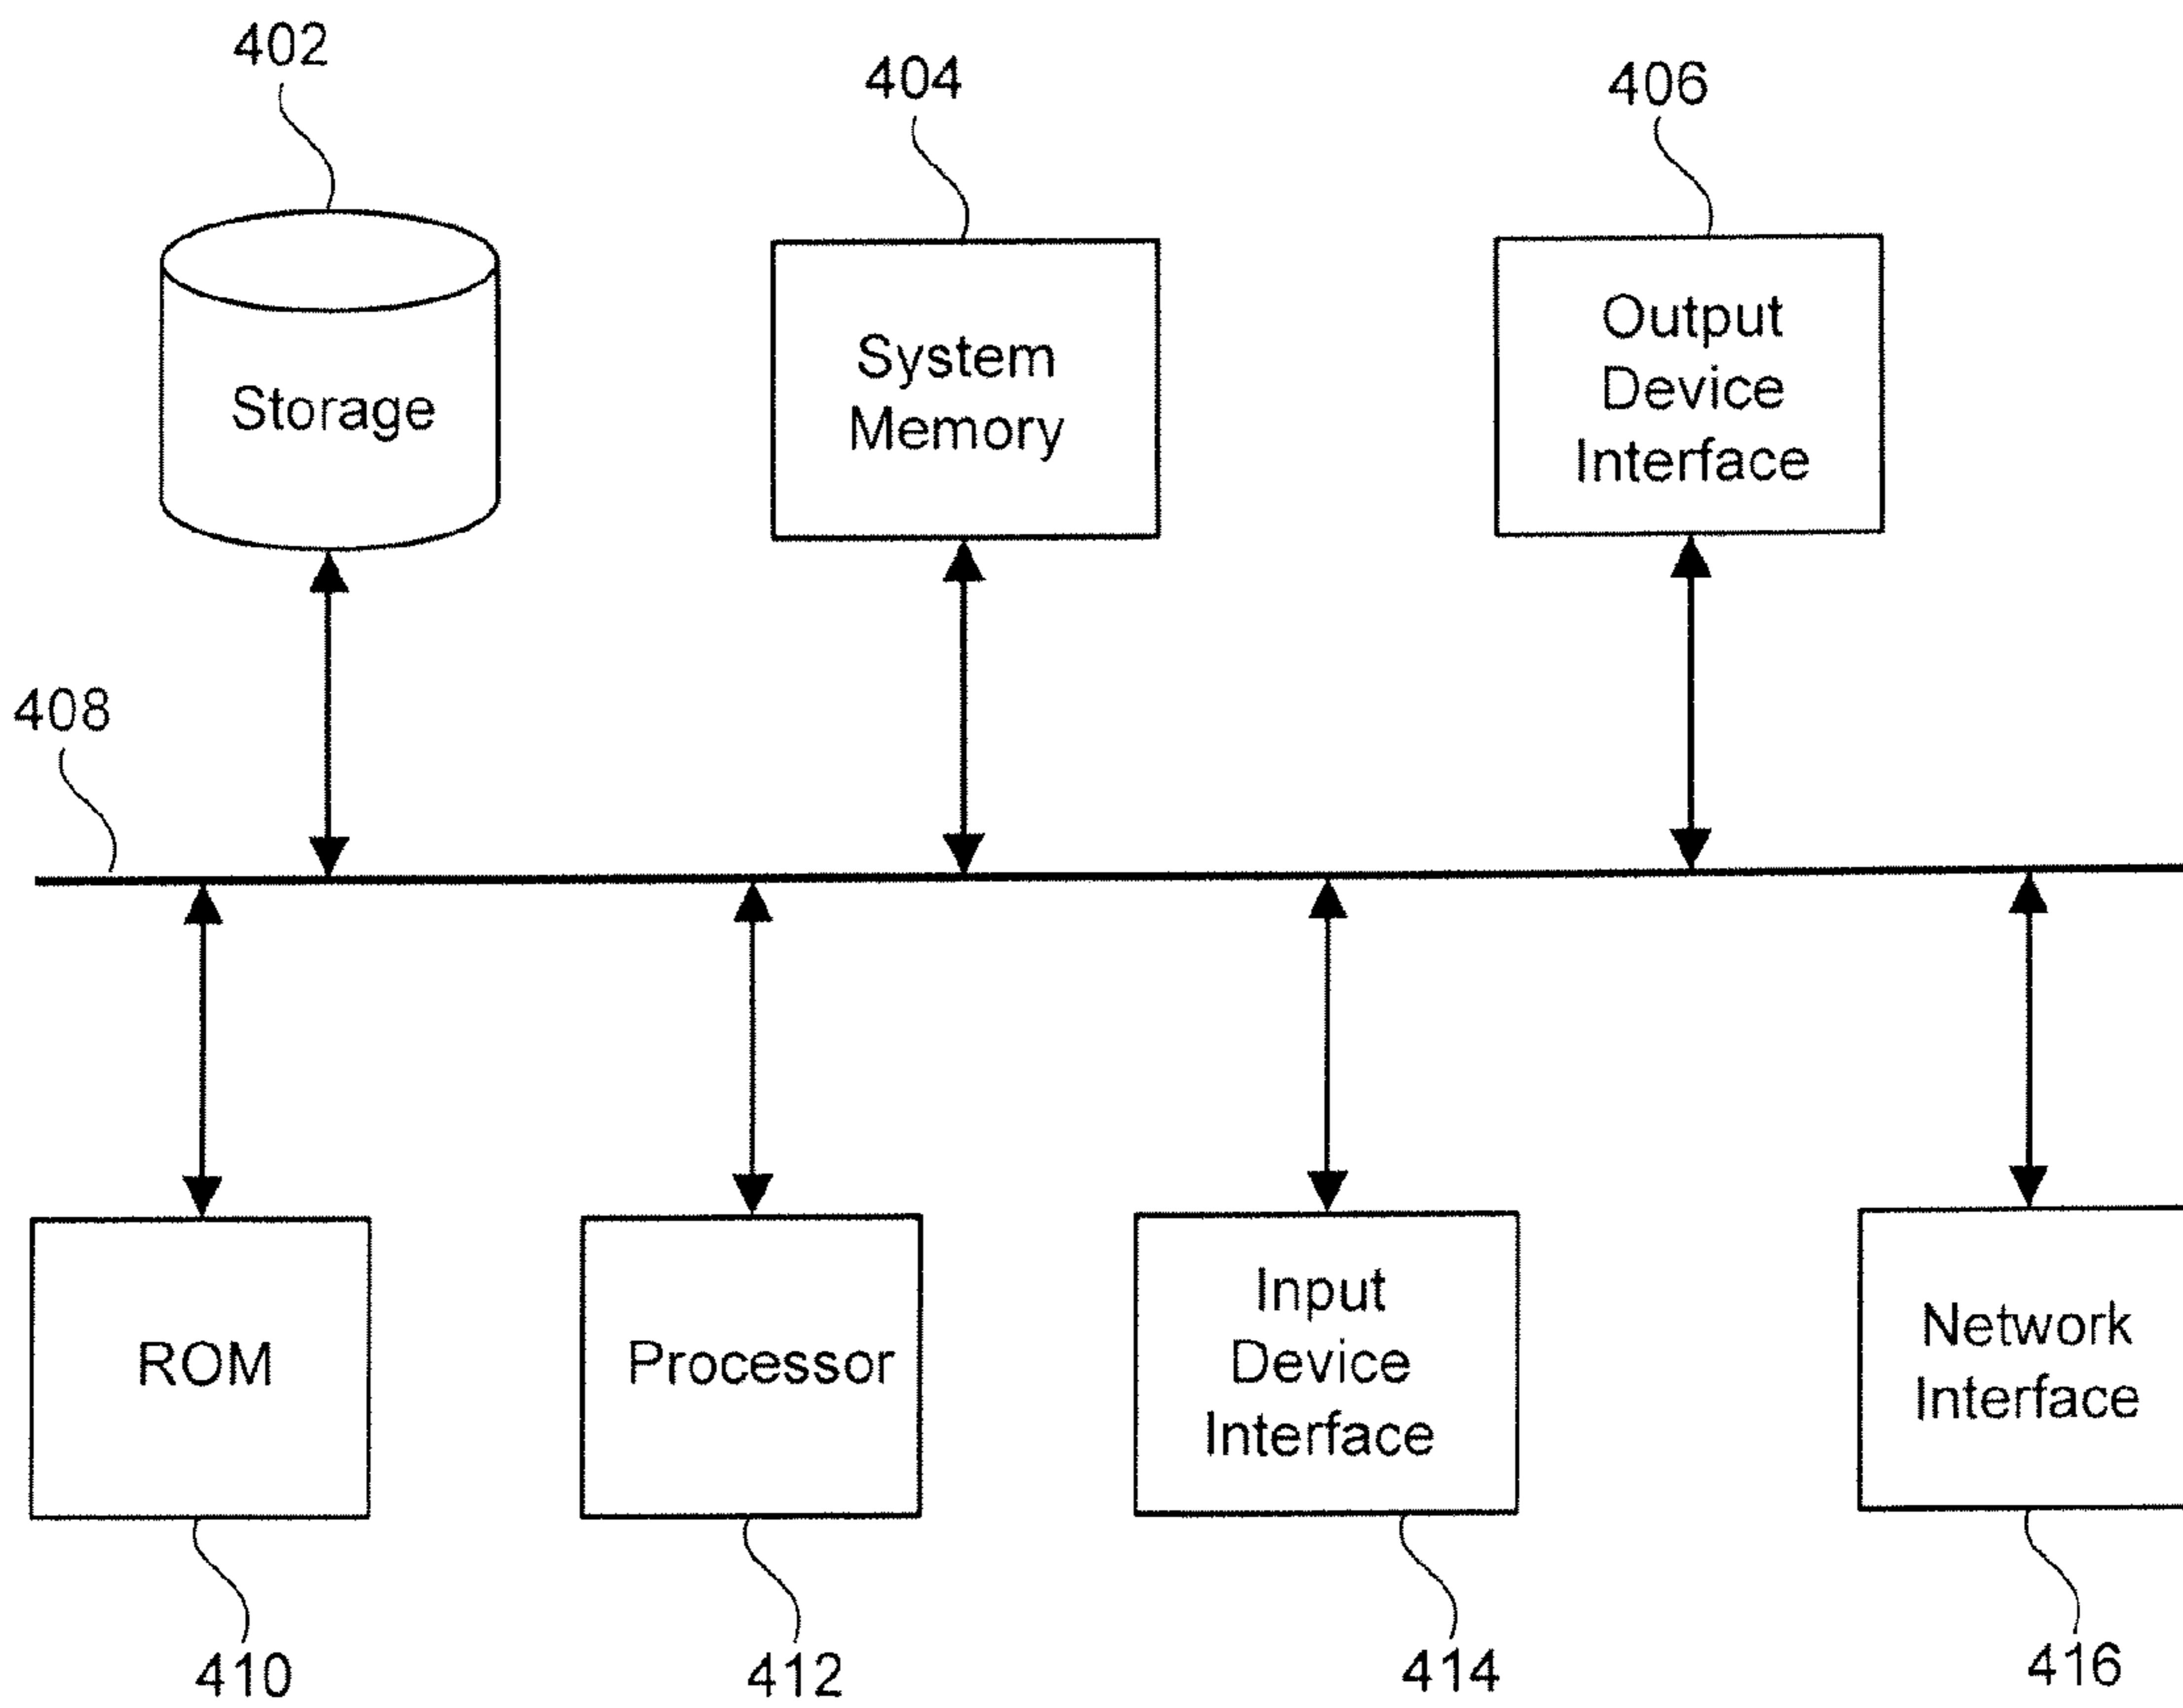 402
404
406
Storage
System
Memory
Output
Device
Interface
408
ROM
Processor
Input
Device
Interface
Network
Interface
410
412
414
416